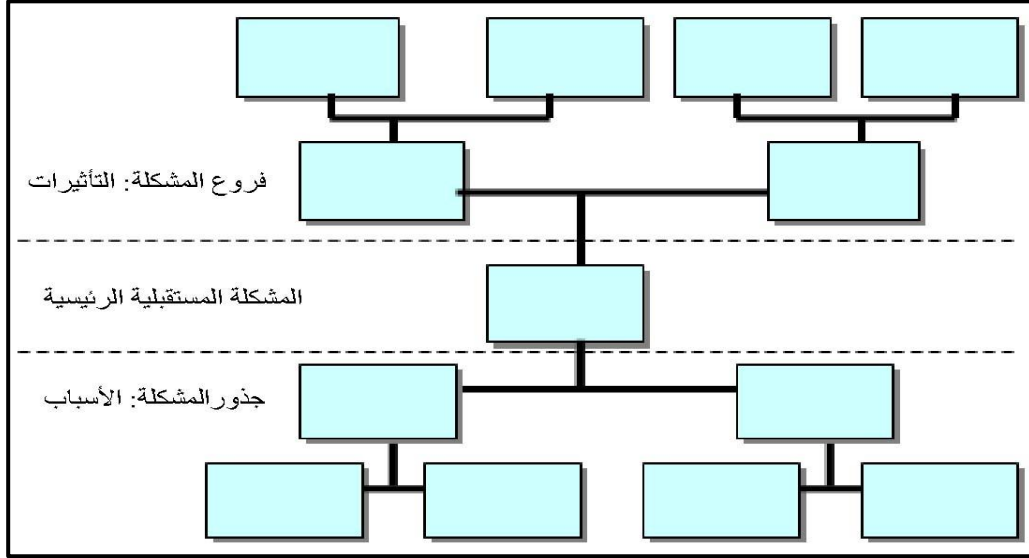 فروع المشكلة: التأثيرات
المشكلة المستقبلية الرئيسية
جذورالمشكلة: الأسباب